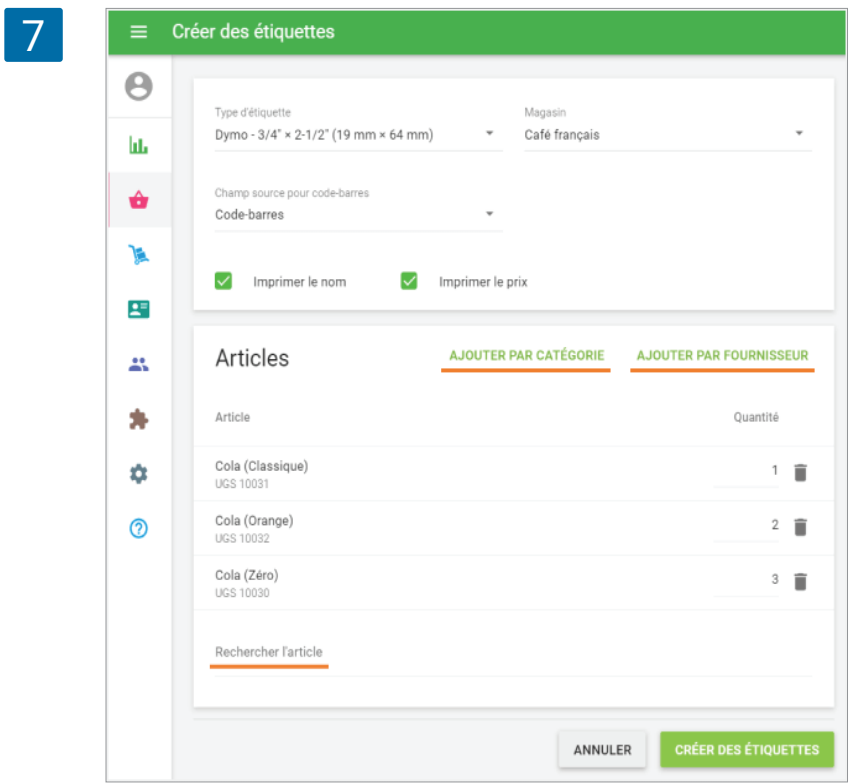 7
Créer des étiquettes
Type d'étiquette
Magasin
Dymo - 3/4" × 2-1/2" (19 mm × 64 mm)
Café français
Champ source pour code-barres
Code-barres
Imprimer le nom
Imprimer le prix
Articles
AJOUTER PAR CATÉGORIE
AJOUTER PAR FOURNISSEUR
Article
Quantité
Cola (Classique)
1
UGS 10031
Cola (Orange)
2
UGS 10032
Cola (Zéro)
3
UGS 10030
Rechercher l'article
ANNULER
CRÉER DES ÉTIQUETTES